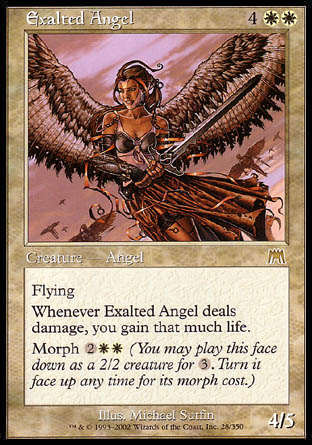 Exalted Angel 4
Creature — Angel
Flying
Whenever Exalted Angel deals
damage, you gain that much life.
Morph 2 (You may play this face
down as a 2/2 creature for 3. Turn it
face up any time for its morph cost.)
Illus. Michael Sutfin
4/5
™ & © 1993–2002 Wizards of the Coast, Inc. 28/350